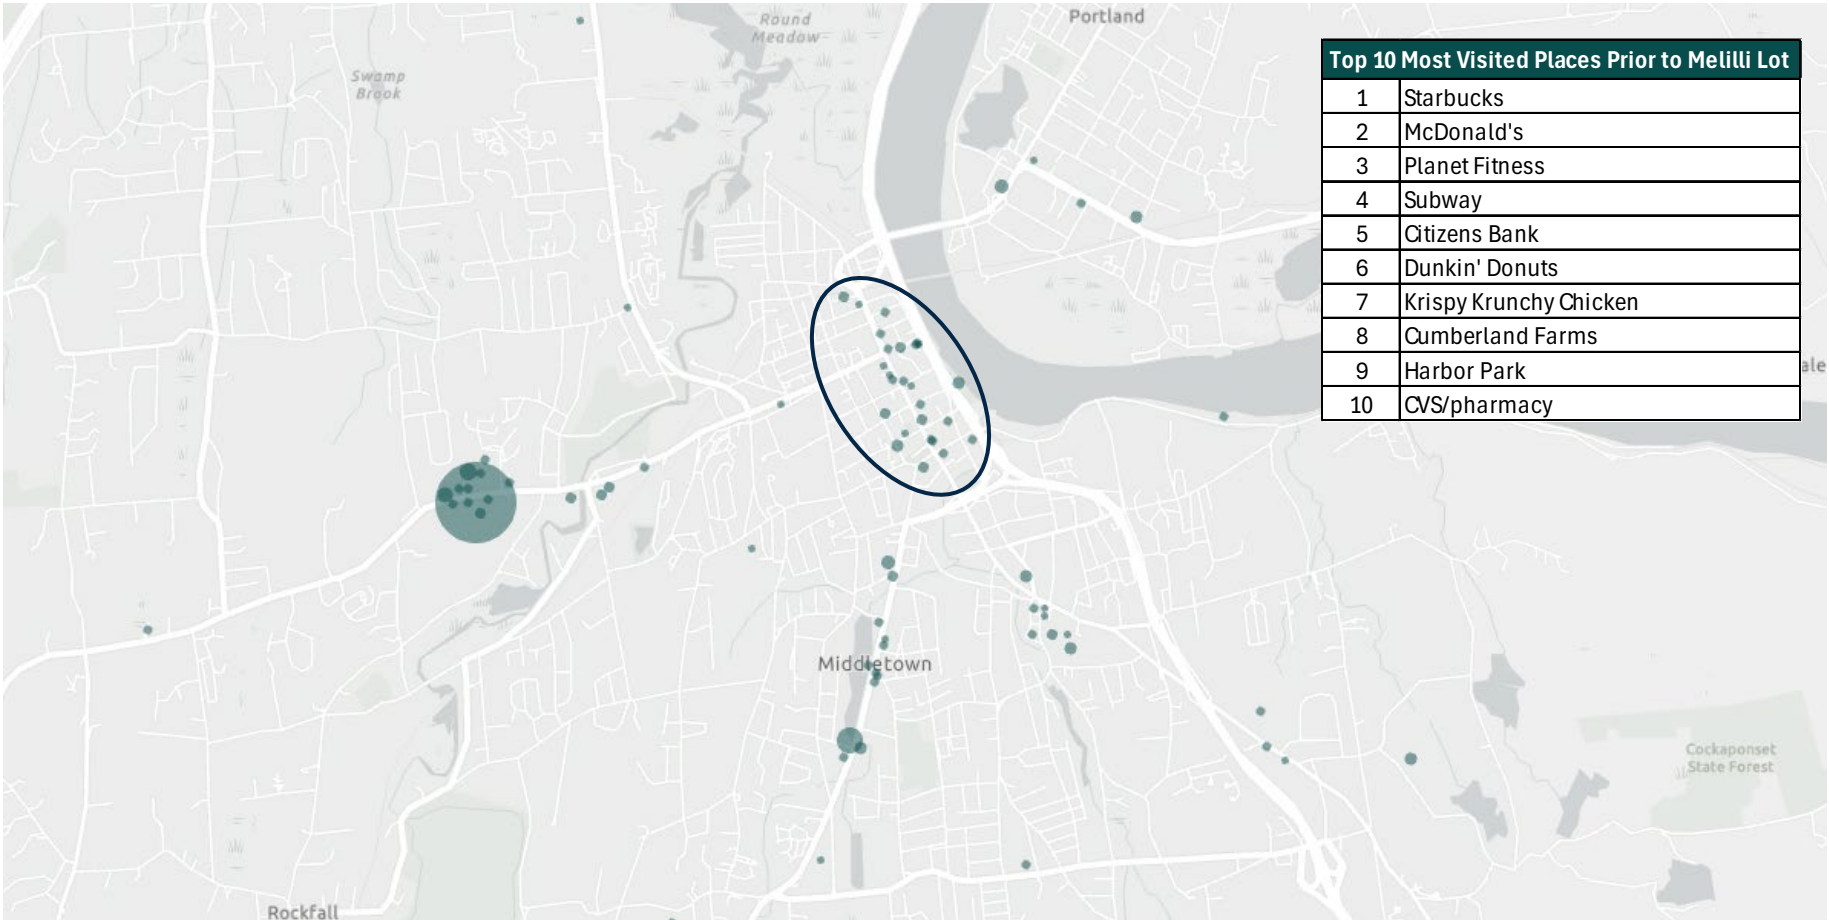 Round
Meadow
Portland
Swamp
Brook
Top 10 Most Visited Places Prior to Melilli Lot
1 Starbucks
2 McDonald's
3 Planet Fitness
4 Subway
5 Citizens Bank
6 Dunkin' Donuts
7 Krispy Krunchy Chicken
8 Cumberland Farms
9 Harbor Park
10 CVS/pharmacy
Middletown
Cockaponset
State Forest
Rockfall